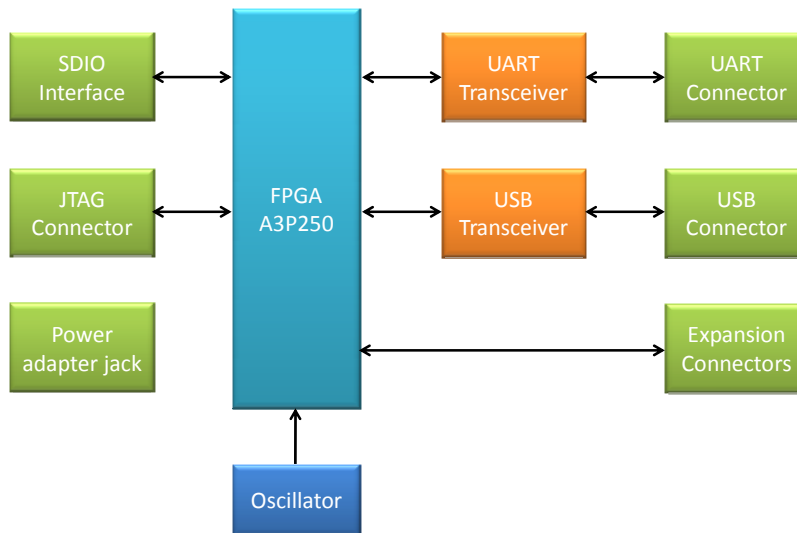 SDIO
Interface
UART
Transceiver
UART
Connector
JTAG
Connector
FPGA
A3P250
USB
Transceiver
USB
Connector
Power
adapter jack
Expansion
Connectors
Oscillator